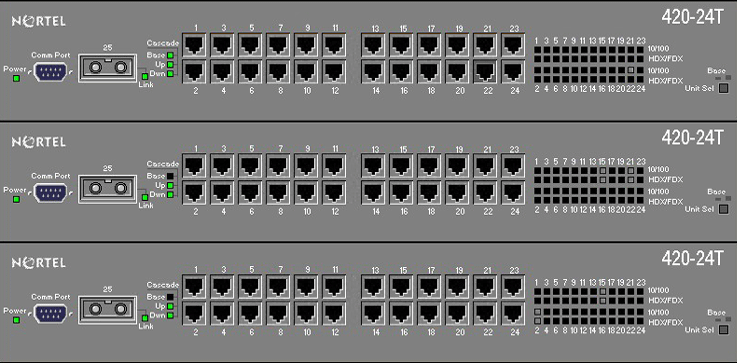 NORTEL 420-24T
1 3 5 7 9 11 13 15 17 19 21 23 1 3 5 7 9 11 13 15 17 19 21 23
Comm Port 25 Cascade 10/100
Base HDX/FDX
Power Up 10/100 Base
Dwn HDX/FDX
Link 2 4 6 8 10 12 14 16 18 20 22 24 2 4 6 8 10 12 14 16 18 20 22 24 Unit Sel
NORTEL 420-24T
1 3 5 7 9 11 13 15 17 19 21 23 1 3 5 7 9 11 13 15 17 19 21 23
Comm Port 25 Cascade 10/100
Base HDX/FDX
Power Up 10/100 Base
Dwn HDX/FDX
Link 2 4 6 8 10 12 14 16 18 20 22 24 2 4 6 8 10 12 14 16 18 20 22 24 Unit Sel
NORTEL 420-24T
1 3 5 7 9 11 13 15 17 19 21 23 1 3 5 7 9 11 13 15 17 19 21 23
Comm Port 25 Cascade 10/100
Base HDX/FDX
Power Up 10/100 Base
Dwn HDX/FDX
Link 2 4 6 8 10 12 14 16 18 20 22 24 2 4 6 8 10 12 14 16 18 20 22 24 Unit Sel